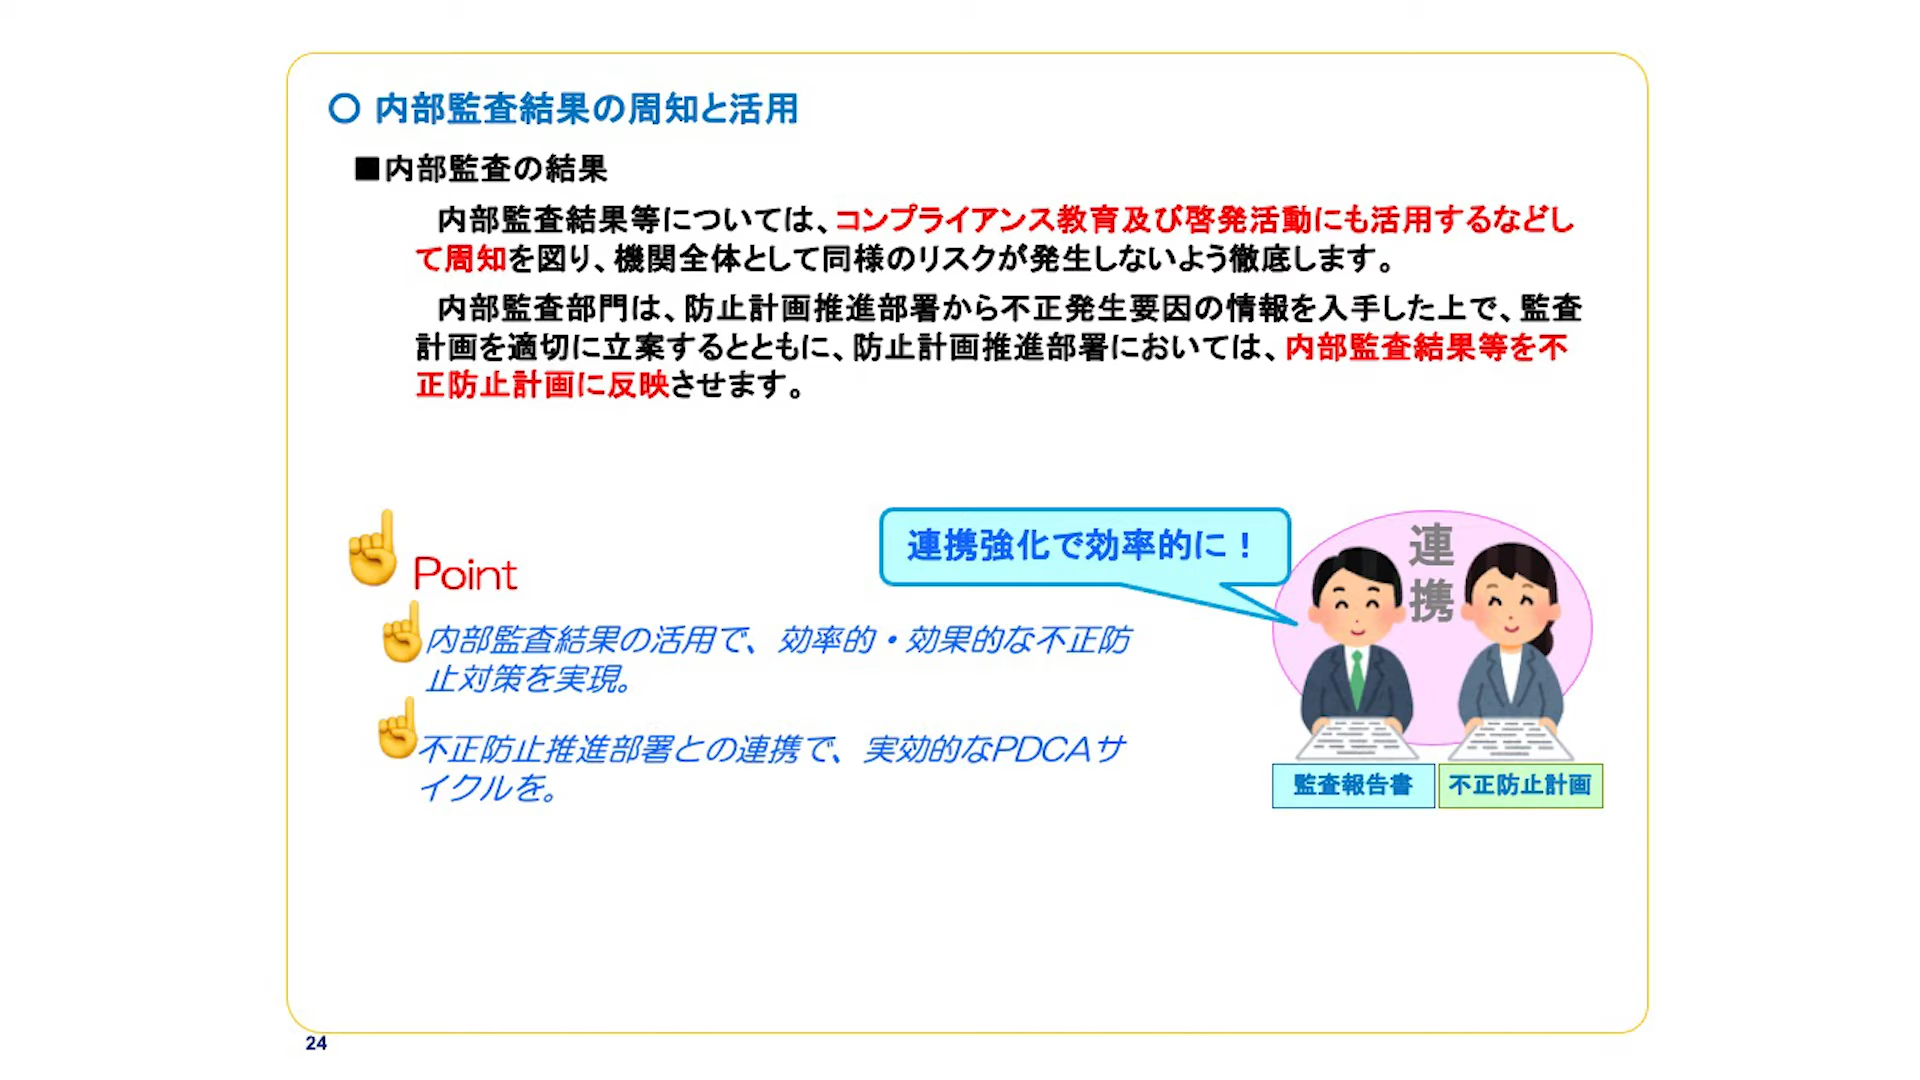 〇 内部監査結果の周知と活用
■内部監査の結果
内部監査結果等については、コンプライアンス教育及び啓発活動にも活用するなどし
て周知を図り、機関全体として同様のリスクが発生しないよう徹底します。
内部監査部門は、防止計画推進部署から不正発生要因の情報を入手した上で、監査
計画を適切に立案するとともに、防止計画推進部署においては、内部監査結果等を不
正防止計画に反映させます。
Point
内部監査結果の活用で、効率的・効果的な不正防
止対策を実現。
不正防止推進部署との連携で、実効的なPDCAサ
イクルを。
連携強化で効率的に！
連携
監査報告書
不正防止計画
24